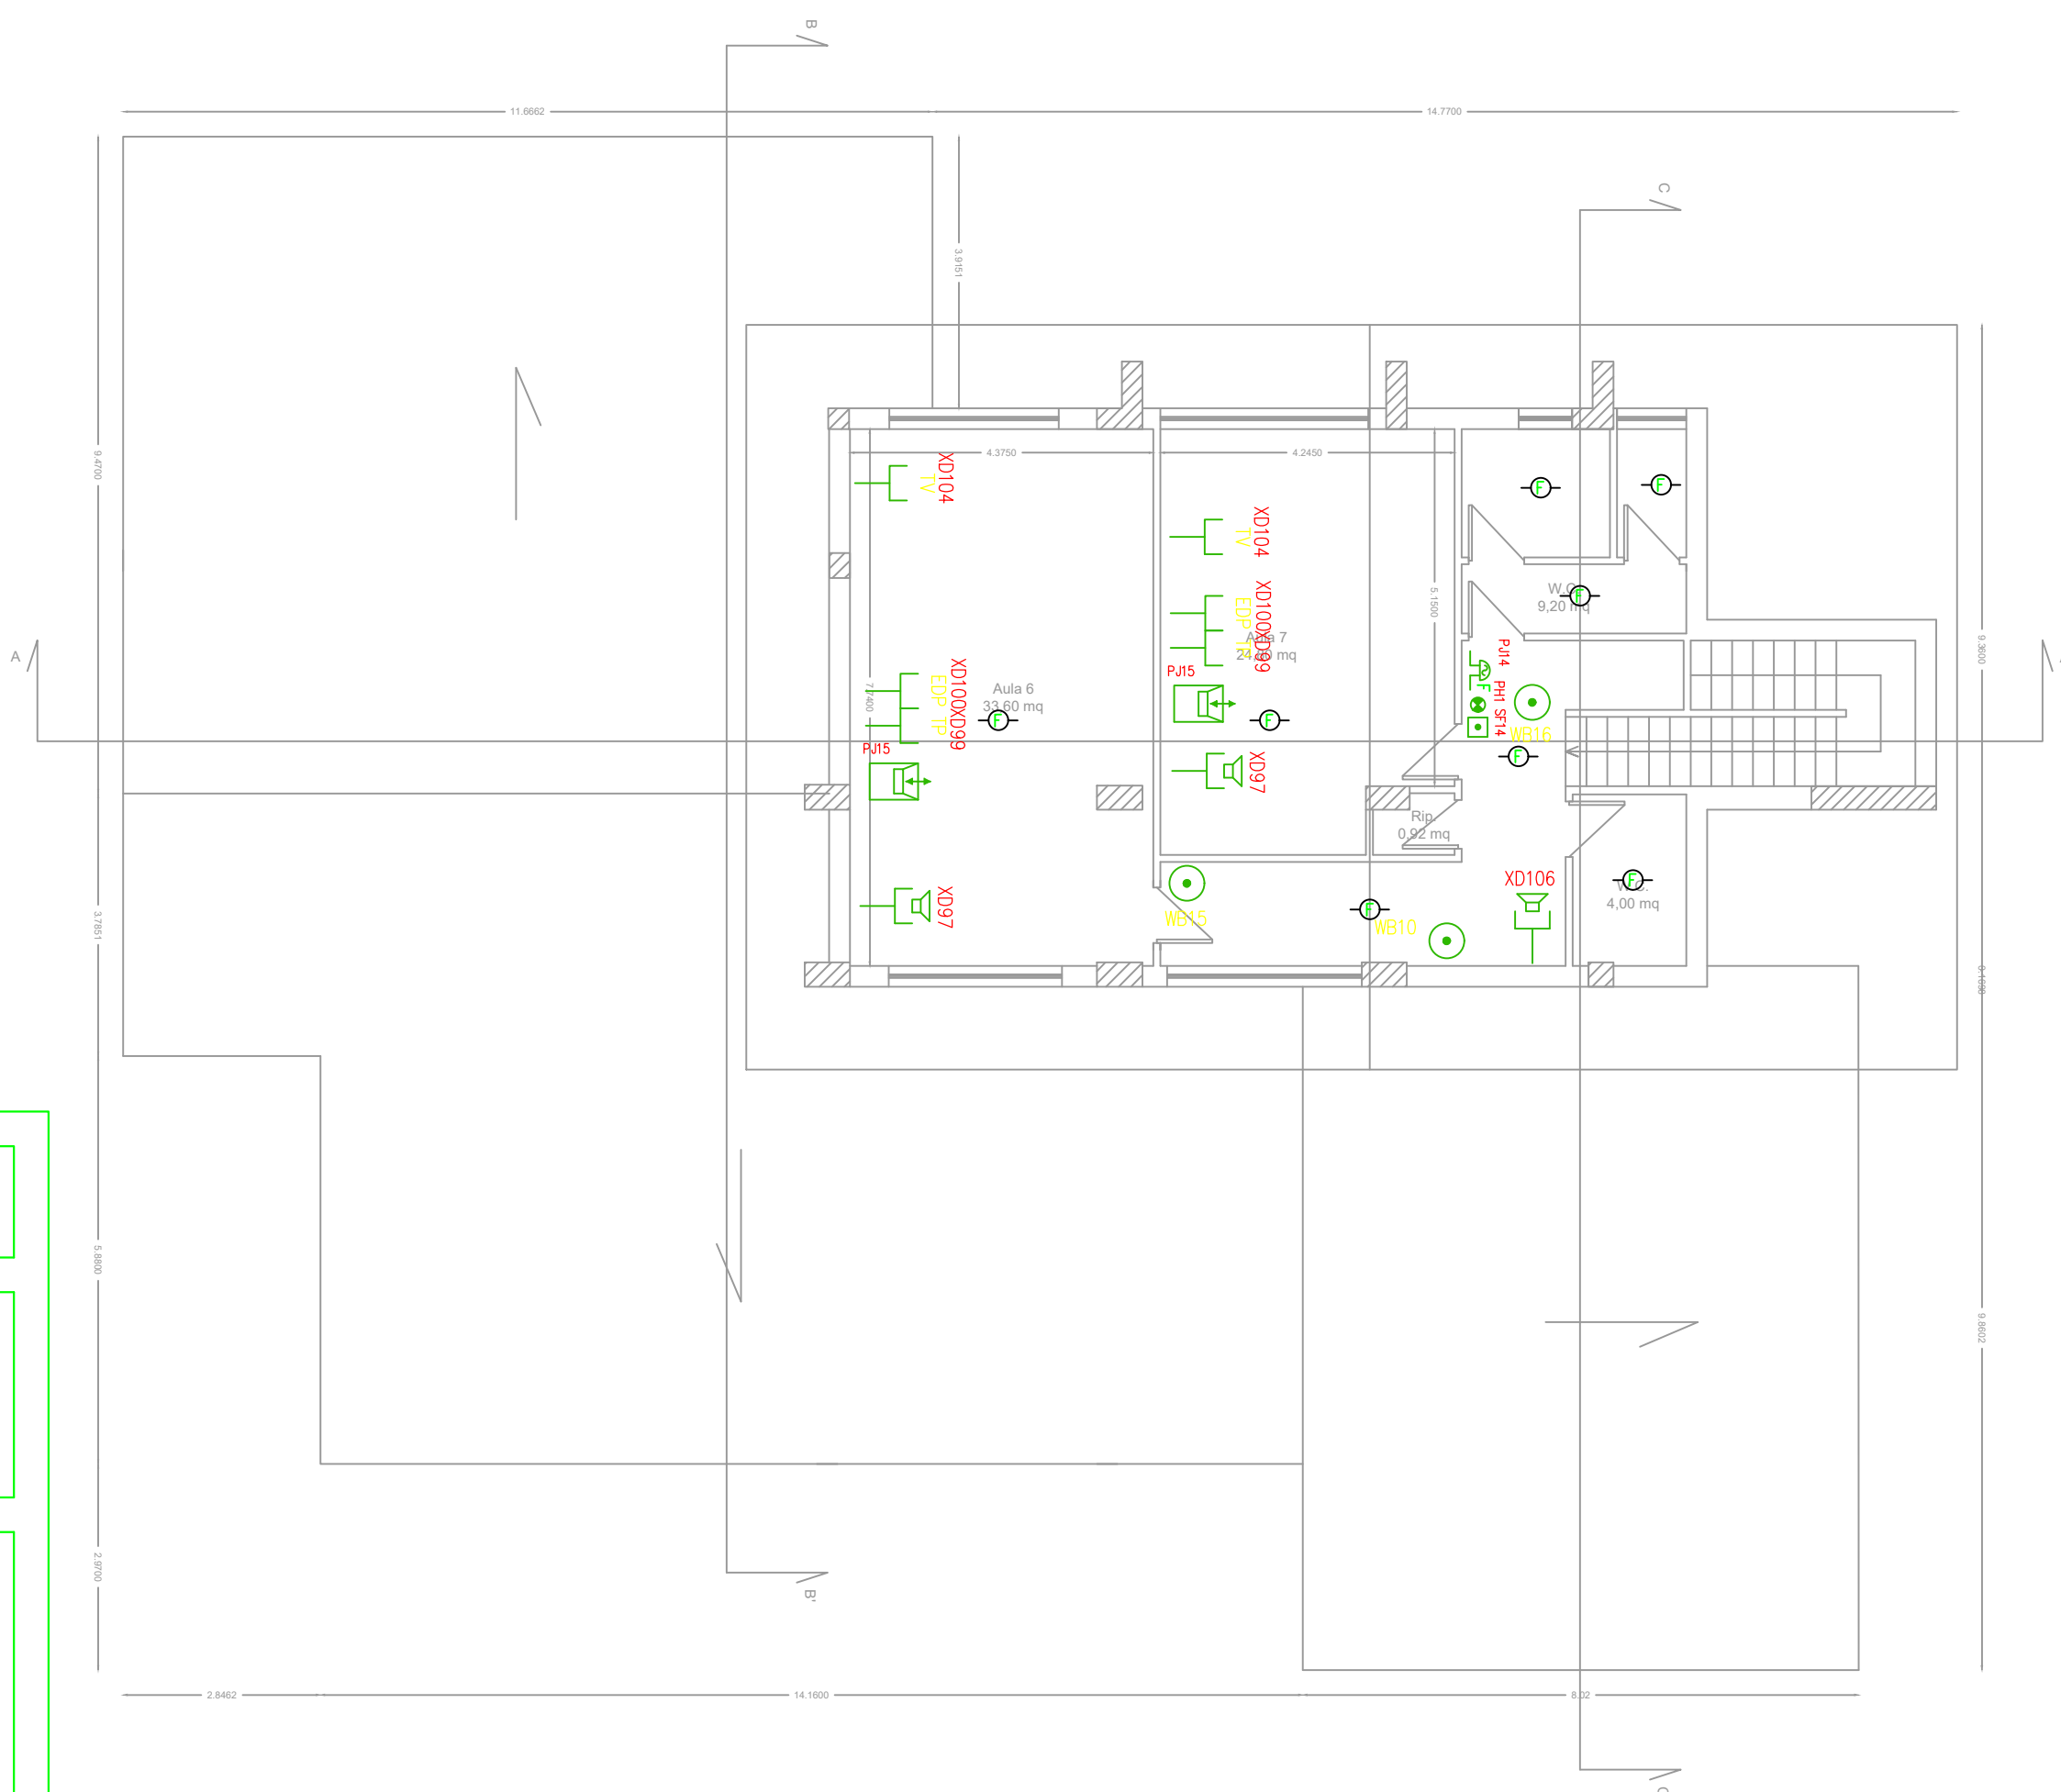 B
11.6662
14.7700
C
3.9151
9.4700
4.3750
4.2450
XD104
TV
XD104
TV
F
F
5.1500
W.C.
9,20 mq
F
XD100XD99
EDP TP
Aula 7
PJ15
PJ14
F
PH1 SF14
WB16
F
A
9.3600
XD100XD99
EDP TP
7.7400
Aula 6
33,60 mq
F
F
PJ15
XD97
Rip.
0,92 mq
XD97
WB15
WB10
F
XD106
F
4,00 mq
3.7851
5.8800
9.8602
2.9700
B'
2.8462
14.1600
8.02